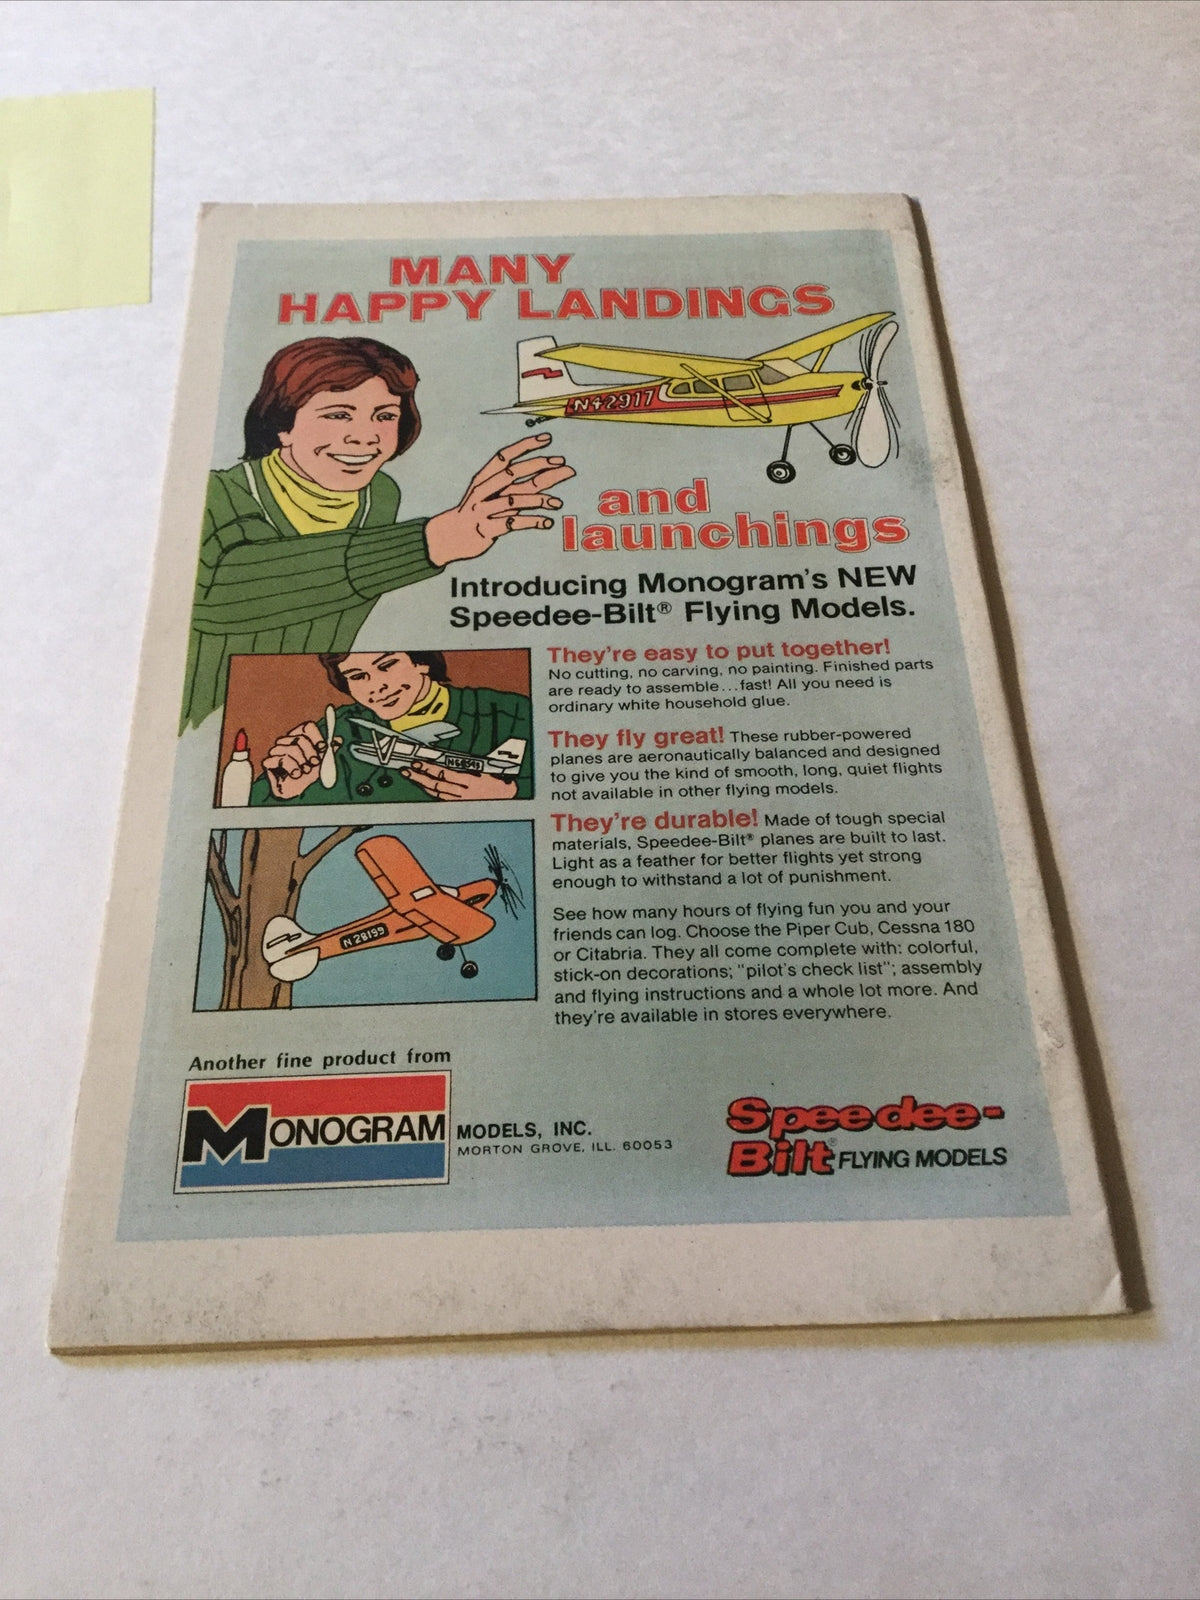 MANY
HAPPY LANDINGS
N42917
and
launchings
Introducing Monogram's NEW
Speedee-Bilt® Flying Models.
They're easy to put together!
No cutting, no carving, no painting. Finished parts
are ready to assemble...fast! All you need is
ordinary white household glue.
They fly great! These rubber-powered
planes are aeronautically balanced and designed
to give you the kind of smooth, long, quiet flights
not available in other flying models.
They're durable! Made of tough special
materials, Speedee-Bilt® planes are built to last.
Light as a feather for better flights yet strong
enough to withstand a lot of punishment.
N28199
See how many hours of flying fun you and your
friends can log. Choose the Piper Cub, Cessna 180
or Citabria. They all come complete with: colorful,
stick-on decorations; "pilot's check list"; assembly
and flying instructions and a whole lot more. And
they're available in stores everywhere.
Another fine product from
MONOGRAM MODELS, INC.
MORTON GROVE, ILL. 60053
Speedee-
Bilt® FLYING MODELS